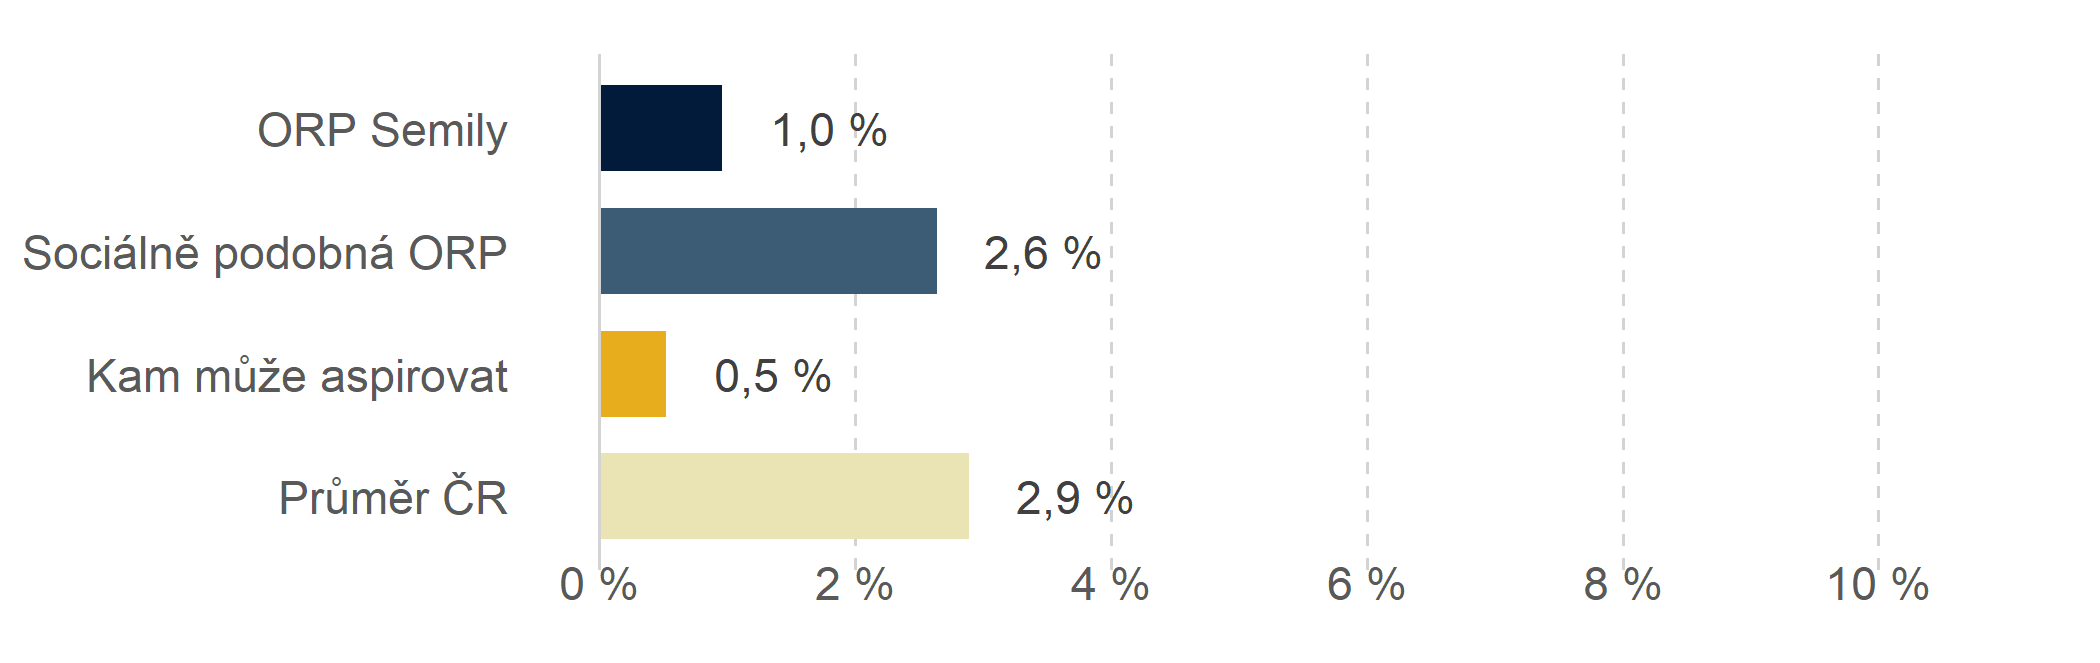 ORP Semily
1,0 %
Sociálně podobná ORP
2,6 %
Kam může aspirovat
0,5 %
Průměr ČR
2,9 %
0 % 2 % 4 % 6 % 8 % 10 %